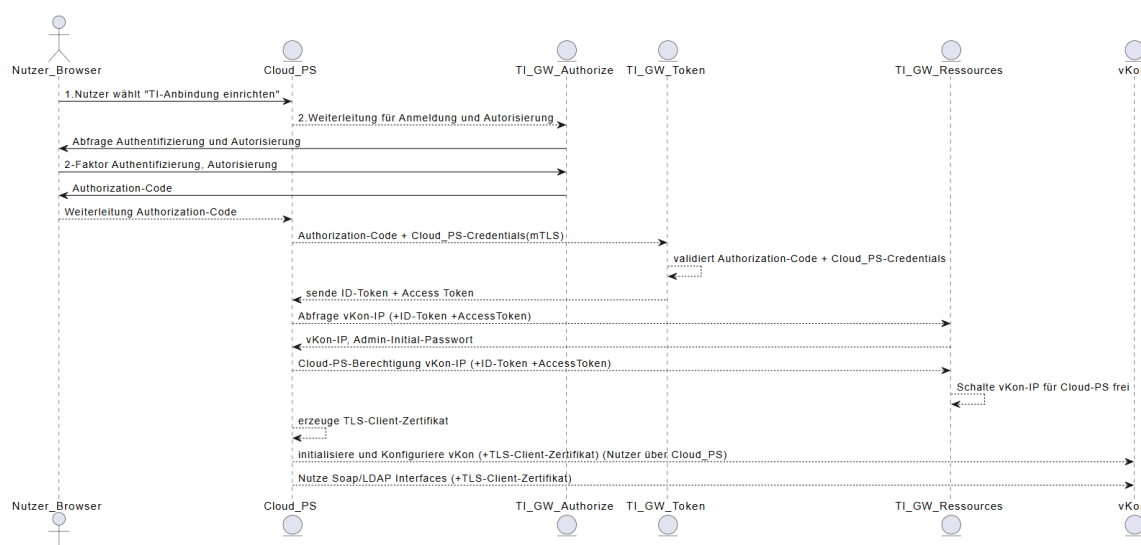 Nutzer_Browser Cloud_PS TI_GW_Authorize TI_GW_Token TI_GW_Ressources vKon
1.Nutzer wählt "TI-Anbindung einrichten"
2.Weiterleitung für Anmeldung und Autorisierung
Abfrage Authentifizierung und Autorisierung
2-Faktor Authentifizierung, Autorisierung
Authorization-Code
Weiterleitung Authorization-Code
Authorization-Code + Cloud_PS-Credentials(mTLS)
validiert Authorization-Code + Cloud_PS-Credentials
sende ID-Token + Access Token
Abfrage vKon-IP (+ID-Token +AccessToken)
vKon-IP, Admin-Initial-Passwort
Cloud-PS-Berechtigung vKon-IP (+ID-Token +AccessToken)
Schalte vKon-IP für Cloud-PS frei
erzeuge TLS-Client-Zertifikat
initialisiere und Konfiguriere vKon (+TLS-Client-Zertifikat) (Nutzer über Cloud_PS)
Nutze Soap/LDAP Interfaces (+TLS-Client-Zertifikat)
Nutzer_Browser Cloud_PS TI_GW_Authorize TI_GW_Token TI_GW_Ressources vKon